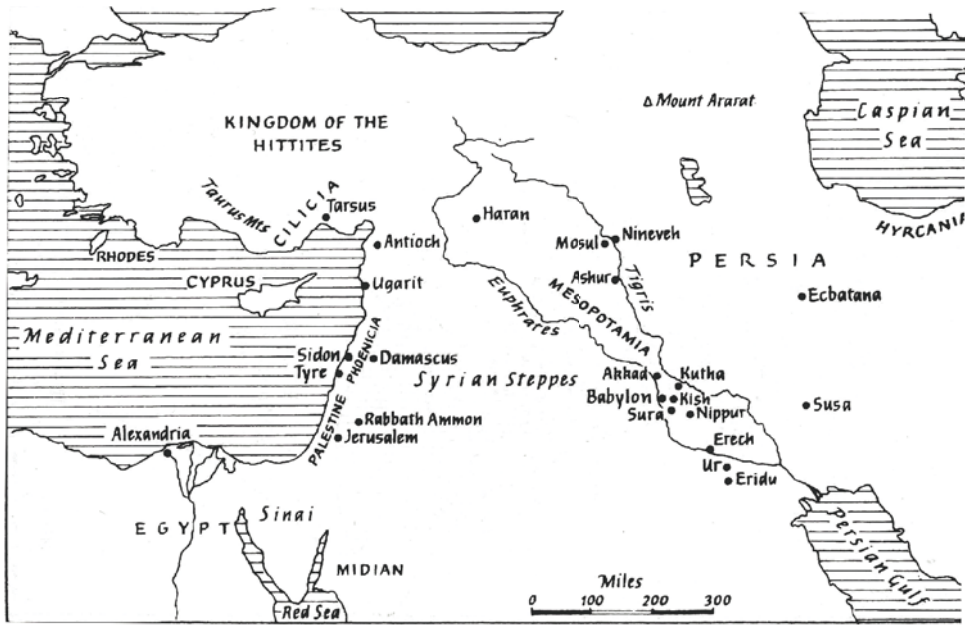 Mount Ararat
Caspian
Sea
KINGDOM OF THE
HITTITES
Taurus Mts
CILICIA
Tarsus
Haran
HYRCANIA
Antioch
Mosul
Nineveh
RHODES
PERSIA
CYPRUS
Ugarit
Ashur
Tigris
Ecbatana
Euphrares
MESOPOTAMIA
Mediterranean
Sea
Sidon
Damascus
Tyre
PHOENICIA
Syrian Steppes
Akkad
Kutha
Babylon
Kish
Sura
Nippur
Susa
PALESTINE
Rabbath Ammon
Alexandria
Jerusalem
Erech
Ur
Eridu
EGYPT
Sinai
Persian Gulf
MIDIAN
Miles
Red Sea
0 100 200 300